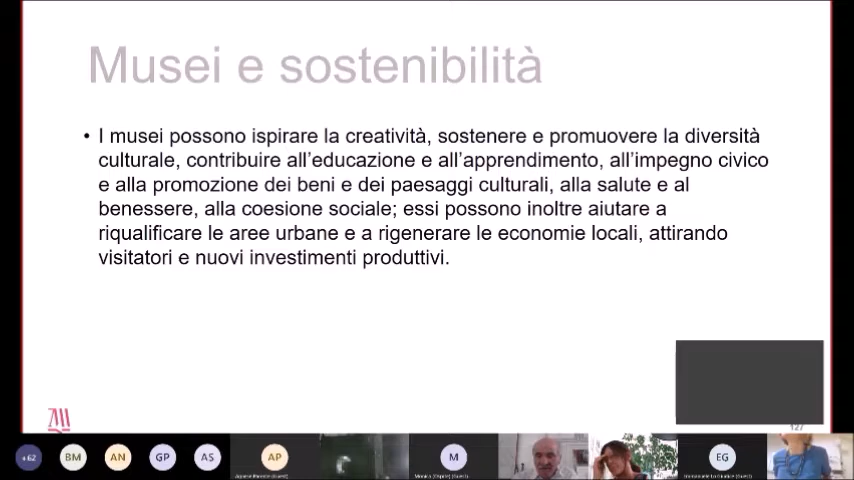 Musei e sostenibilità
• I musei possono ispirare la creatività, sostenere e promuovere la diversità
culturale, contribuire all'educazione e all'apprendimento, all'impegno civico
e alla promozione dei beni e dei paesaggi culturali, alla salute e al
benessere, alla coesione sociale; essi possono inoltre aiutare a
riqualificare le aree urbane e a rigenerare le economie locali, attirando
visitatori e nuovi investimenti produttivi.
127
+62 BM AN GP AS AP M EG